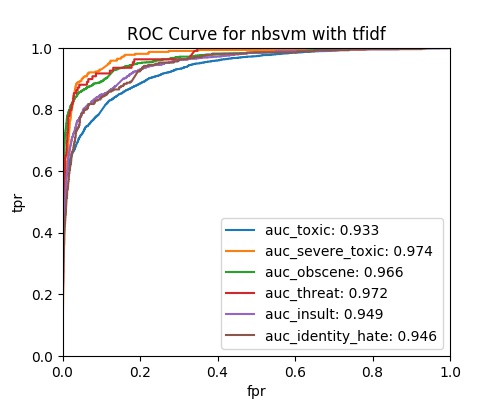 ROC Curve for nbsvm with tfidf
1.0
0.8
0.6
0.4
0.2
0.0
tpr
auc_toxic: 0.933
auc_severe_toxic: 0.974
auc_obscene: 0.966
auc_threat: 0.972
auc_insult: 0.949
auc_identity_hate: 0.946
0.0 0.2 0.4 0.6 0.8 1.0
fpr